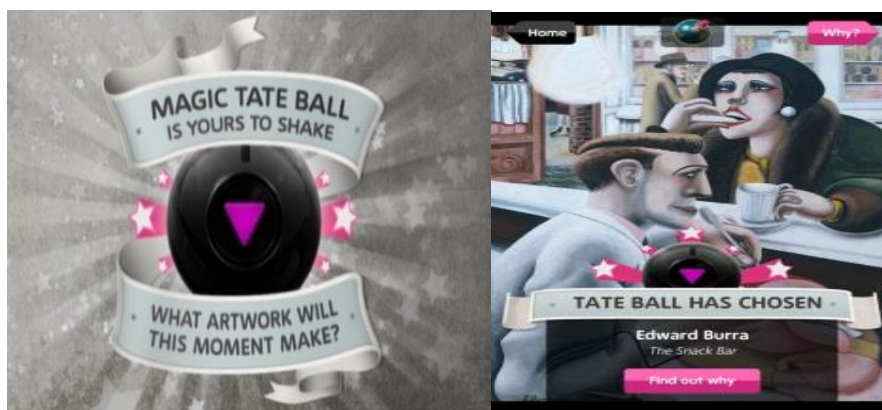 MAGIC TATE BALL
IS YOURS TO SHAKE
WHAT ARTWORK WILL
THIS MOMENT MAKE?
Home
Why?
TATE BALL HAS CHOSEN
Edward Burra
The Snack Bar
Find out why